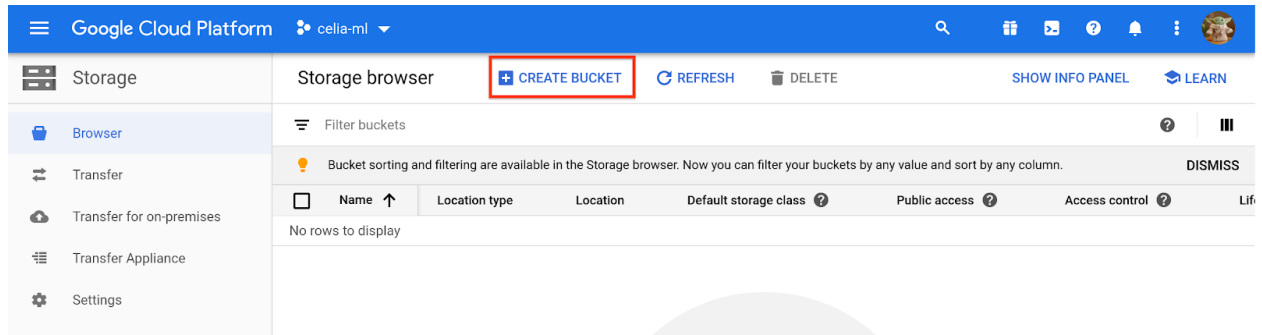 Google Cloud Platform celia-ml
Storage Storage browser CREATE BUCKET REFRESH DELETE SHOW INFO PANEL LEARN
Browser
Transfer
Transfer for on-premises
Transfer Appliance
Settings
Filter buckets
Bucket sorting and filtering are available in the Storage browser. Now you can filter your buckets by any value and sort by any column. DISMISS
Name Location type Location Default storage class Public access Access control Life
No rows to display